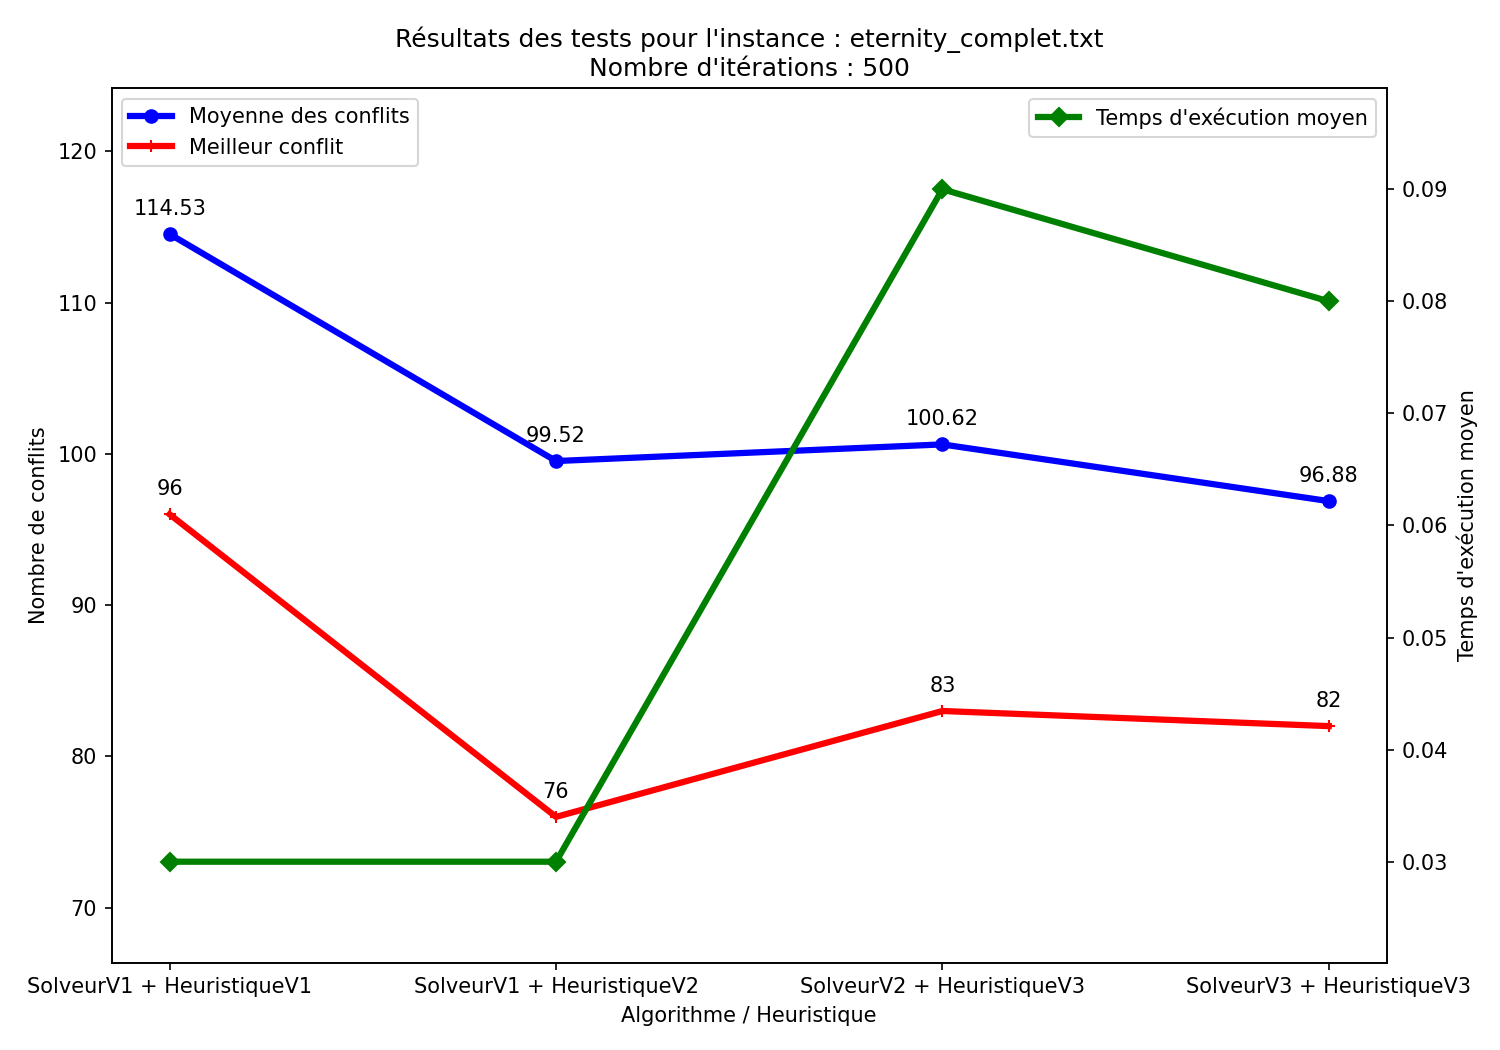 Résultats des tests pour l'instance : eternity_complet.txt
Nombre d'itérations : 500
Moyenne des conflits
Meilleur conflit
Temps d'exécution moyen
120
110
100
90
80
70
Nombre de conflits
114.53
99.52
100.62
96.88
96
76
83
82
0.09
0.08
0.07
0.06
0.05
0.04
0.03
Temps d'exécution moyen
SolveurV1 + HeuristiqueV1
SolveurV1 + HeuristiqueV2
SolveurV2 + HeuristiqueV3
SolveurV3 + HeuristiqueV3
Algorithme / Heuristique